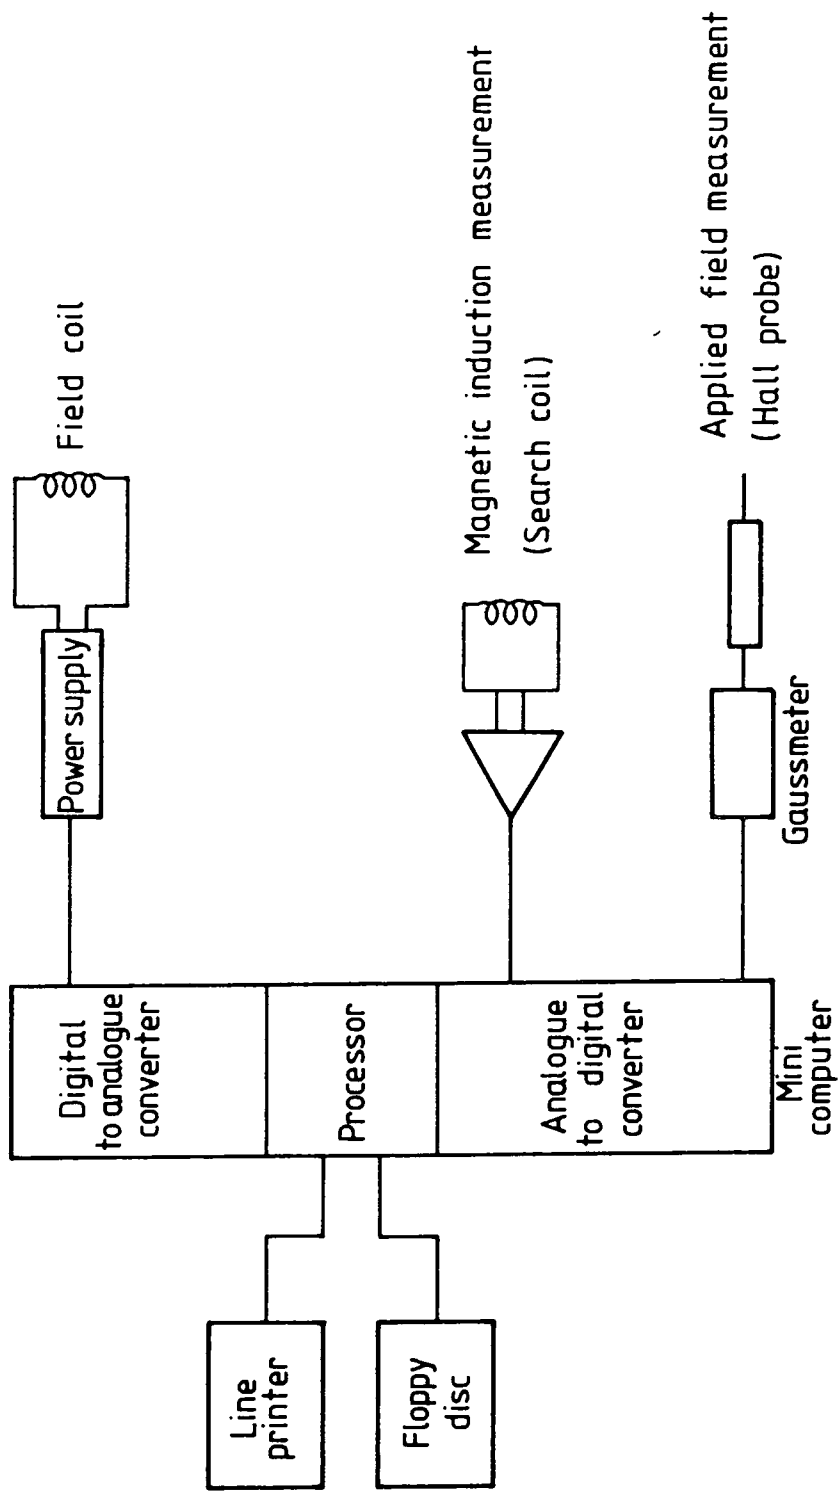 Line
printer
Floppy
disc
Digital
to analogue
converter
Processor
Analogue
to digital
converter
Mini
computer
Power supply
Field coil
Magnetic induction measurement
(Search coil)
Gaussmeter
Applied field measurement
(Hall probe)